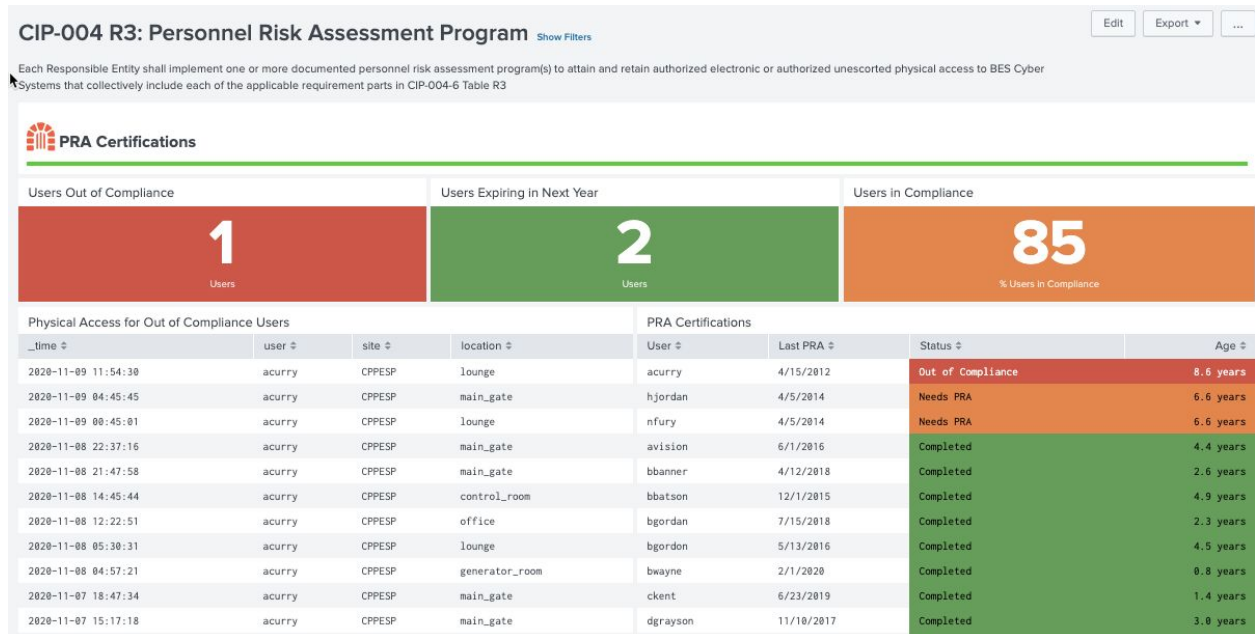 CIP-004 R3: Personnel Risk Assessment Program Show Filters
Edit Export ...
Each Responsible Entity shall implement one or more documented personnel risk assessment program(s) to attain and retain authorized electronic or authorized unescorted physical access to BES Cyber
Systems that collectively include each of the applicable requirement parts in CIP-004-6 Table R3
PRA Certifications
Users Out of Compliance Users Expiring in Next Year Users in Compliance
1 2 85
Users Users % Users in Compliance
Physical Access for Out of Compliance Users PRA Certifications
_time user site location User Last PRA Status Age
2020-11-09 11:54:30 acurry CPPESP lounge acurry 4/15/2012 Out of Compliance 8.6 years
2020-11-09 04:45:45 acurry CPPESP main_gate hjordan 4/5/2014 Needs PRA 6.6 years
2020-11-09 00:45:01 acurry CPPESP lounge nfury 4/5/2014 Needs PRA 6.6 years
2020-11-08 22:37:16 acurry CPPESP main_gate avision 6/1/2016 Completed 4.4 years
2020-11-08 21:47:58 acurry CPPESP main_gate bbanner 4/12/2018 Completed 2.6 years
2020-11-08 14:45:44 acurry CPPESP control_room bbatson 12/1/2015 Completed 4.9 years
2020-11-08 12:22:51 acurry CPPESP office bgordan 7/15/2018 Completed 2.3 years
2020-11-08 05:30:31 acurry CPPESP lounge bgordon 5/13/2016 Completed 4.5 years
2020-11-08 04:57:21 acurry CPPESP generator_room bwayne 2/1/2020 Completed 0.8 years
2020-11-07 18:47:34 acurry CPPESP main_gate ckent 6/23/2019 Completed 1.4 years
2020-11-07 15:17:18 acurry CPPESP main_gate dgrayson 11/10/2017 Completed 3.0 years